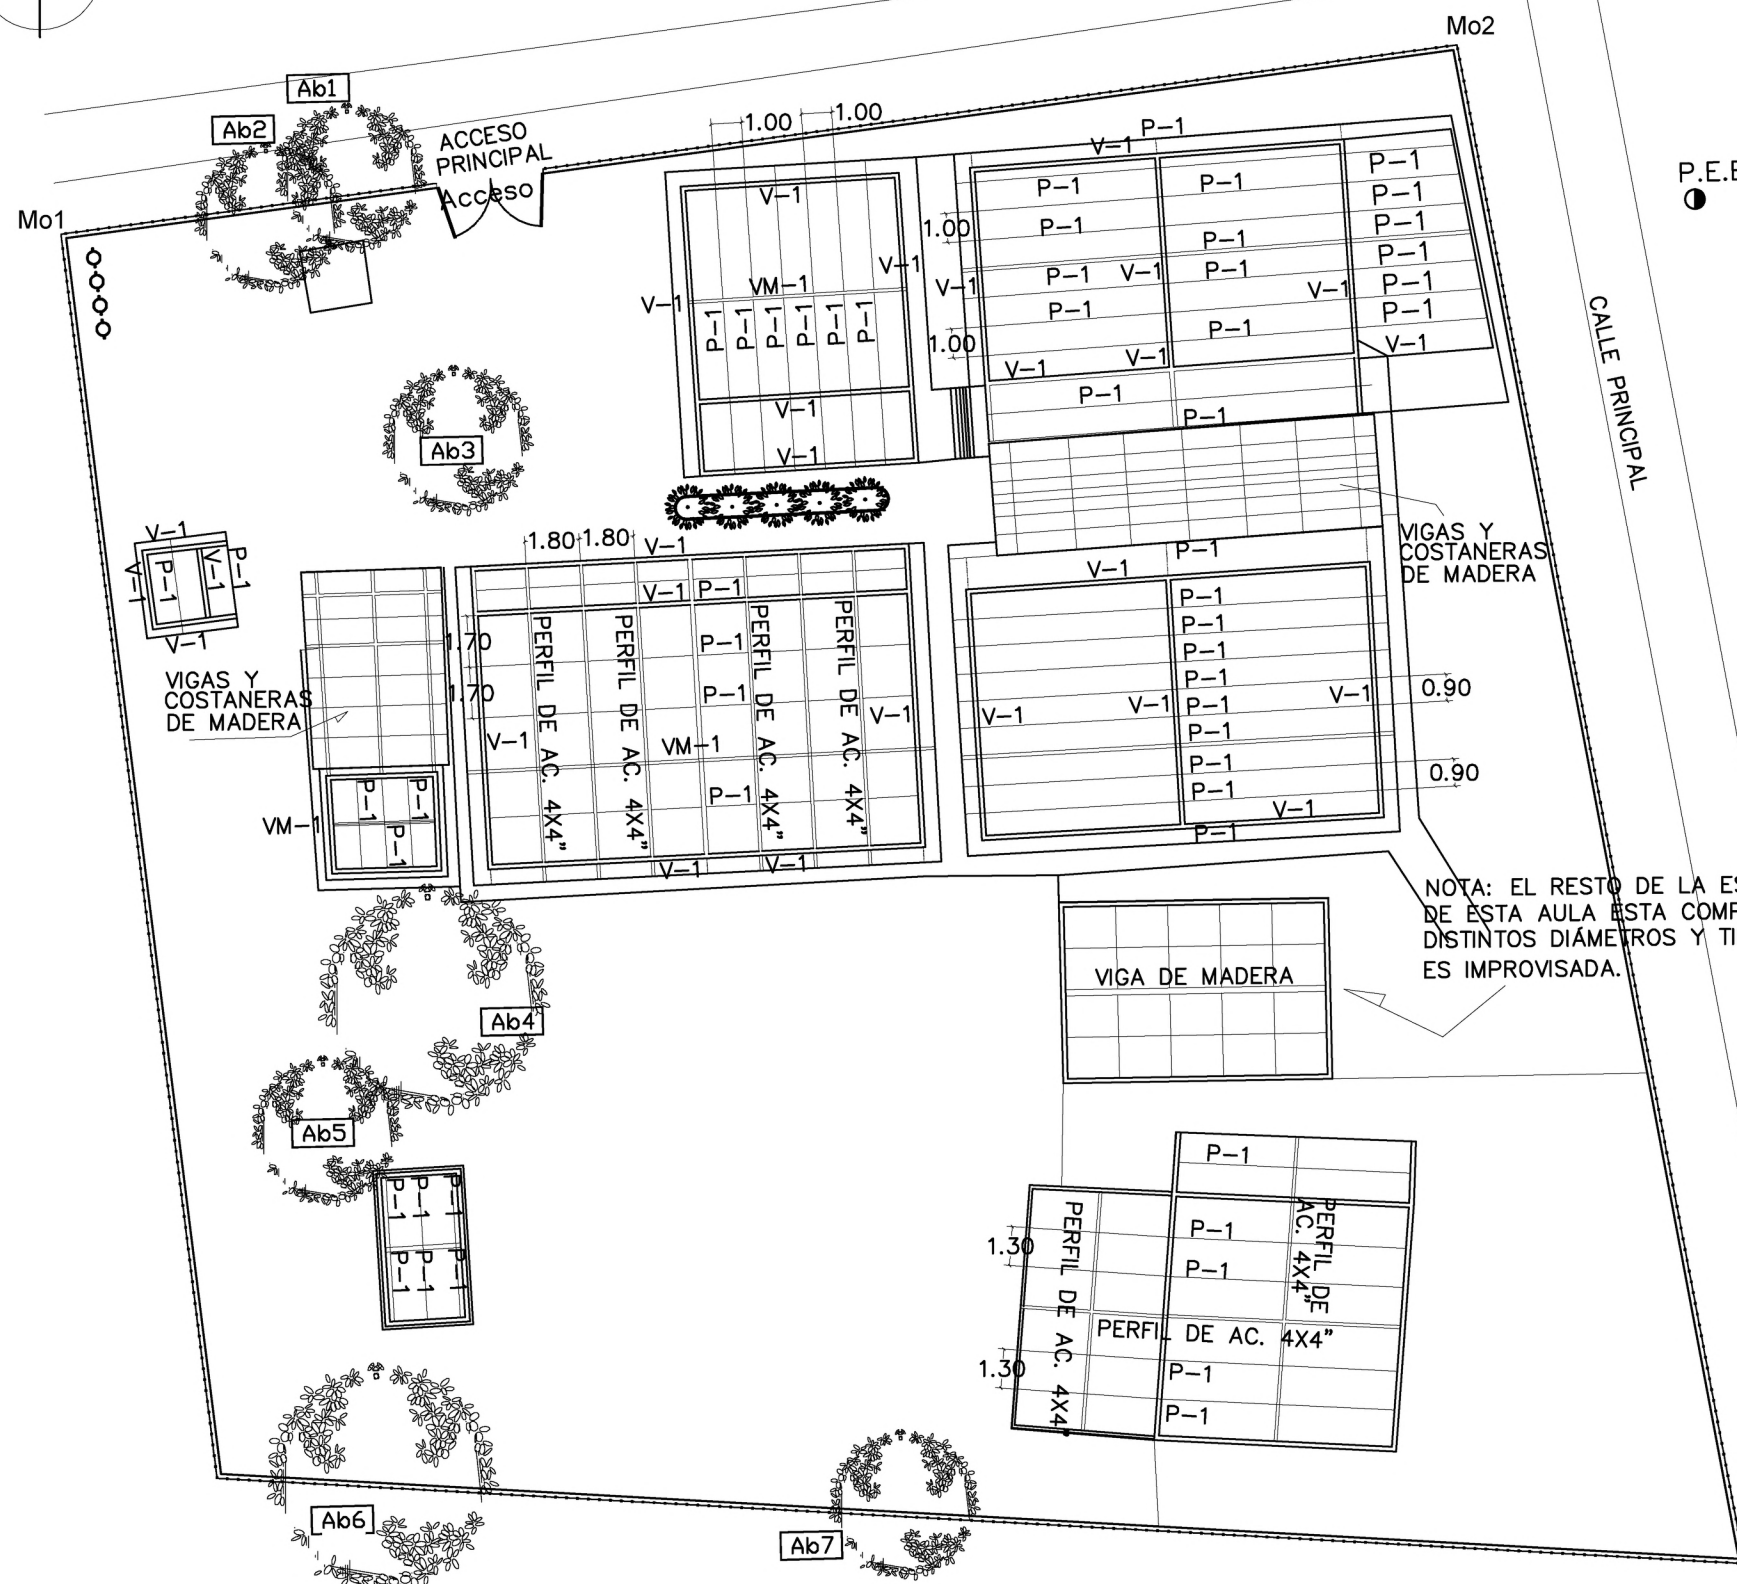 Mo2
Ab1
Ab2
ACCESO
PRINCIPAL
Acceso
1.00
1.00
P-1
V-1
Mo1
V-1
V-1
VM-1
V-1
P-1
P-1
P-1
P-1
P-1
P-1
V-1
V-1
1.00
V-1
1.00
P-1
P-1
P-1
P-1
V-1
V-1
V-1
P-1
P-1
P-1
P-1
P-1
V-1
P-1
P-1
P-1
P-1
P-1
P-1
P-1
V-1
P-1
CALLE PRINCIPAL
Ab3
VIGAS Y
COSTANERAS
DE MADERA
V-1
V-1
P-1
V-1
P-1
V-1
VIGAS Y
COSTANERAS
DE MADERA
1.80
1.80
V-1
V-1
P-1
1.70
1.70
PERFIL DE AC. 4X4"
PERFIL DE AC. 4X4"
PERFIL DE AC. 4X4"
PERFIL DE AC. 4X4"
P-1
P-1
V-1
V-1
VM-1
P-1
V-1
V-1
VM-1
P-1
P-1
P-1
P-1
V-1
P-1
P-1
P-1
P-1
P-1
P-1
P-1
P-1
V-1
V-1
V-1
0.90
0.90
V-1
P-1
NOTA: EL RESTO DE LA
DE ESTA AULA ESTA
DISTINTOS DIÁMETROS Y
ES IMPROVISADA.
VIGA DE MADERA
Ab4
Ab5
P-1
P-1
P-1
P-1
P-1
P-1
P-1
PERFIL DE AC. 4X4
PERFIL DE
AC. 4X4"
P-1
1.30
P-1
PERFIL DE AC. 4X4"
1.30
P-1
P-1
Ab6
Ab7